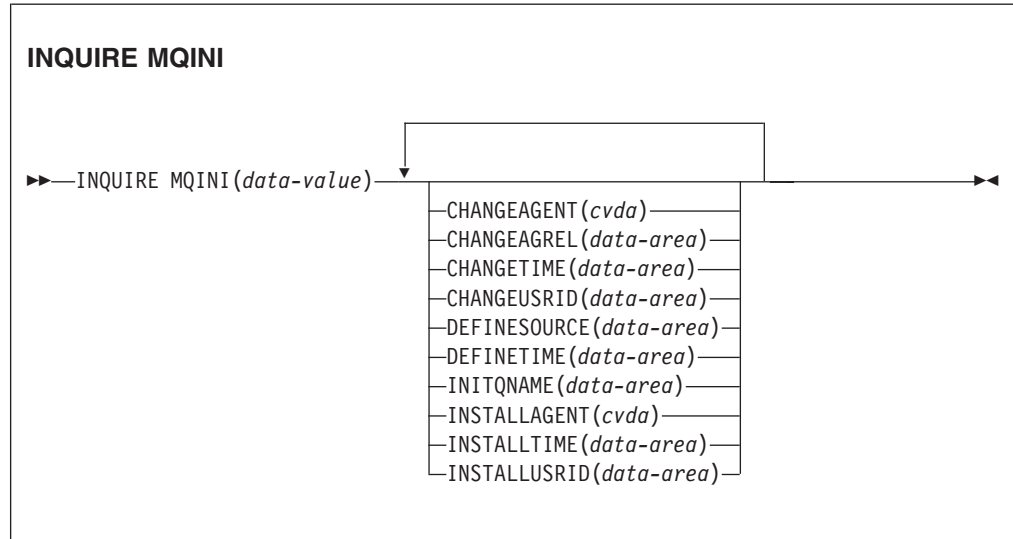 INQUIRE MQINI
INQUIRE MQINI(data-value)
CHANGEAGENT(cvda)
CHANGEAGREL(data-area)
CHANGETIME(data-area)
CHANGEUSRID(data-area)
DEFINESOURCE(data-area)
DEFINETIME(data-area)
INITQNAME(data-area)
INSTALLAGENT(cvda)
INSTALLTIME(data-area)
INSTALLUSRID(data-area)